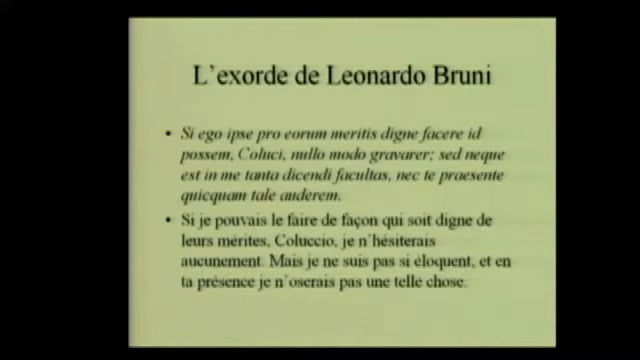 L'exorde de Leonardo Bruni
• Si ego ipse pro eorum meritis digne facere id
possem, Coluci, nullo modo gravarer; sed neque
est in me tanta dicendi facultas, nec te praesente
quicquam tale auderem.
• Si je pouvais le faire de façon qui soit digne de
leurs mérites, Coluccio, je n'hésiterais
aucunement. Mais je ne suis pas si éloquent, et en
ta présence je n'oserais pas une telle chose.